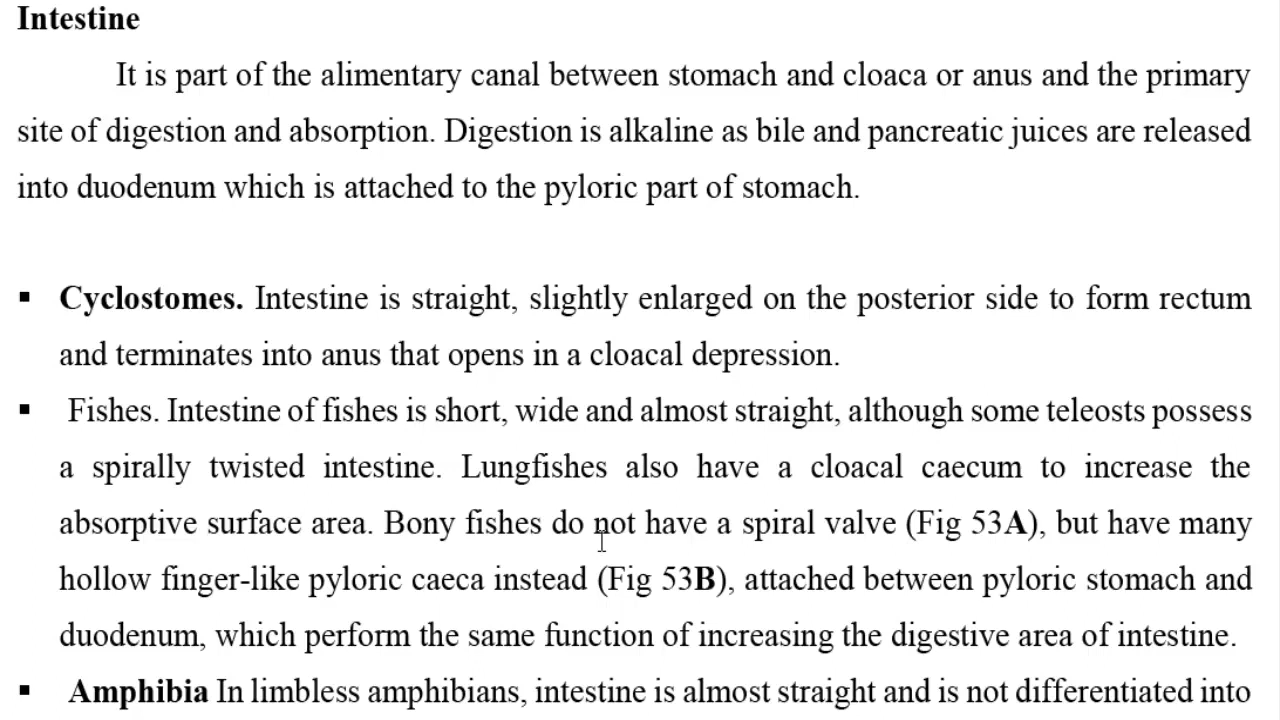 Intestine
It is part of the alimentary canal between stomach and cloaca or anus and the primary
site of digestion and absorption. Digestion is alkaline as bile and pancreatic juices are released
into duodenum which is attached to the pyloric part of stomach.
▪ Cyclostomes. Intestine is straight, slightly enlarged on the posterior side to form rectum
and terminates into anus that opens in a cloacal depression.
▪ Fishes. Intestine of fishes is short, wide and almost straight, although some teleosts possess
a spirally twisted intestine. Lungfishes also have a cloacal caecum to increase the
absorptive surface area. Bony fishes do not have a spiral valve (Fig 53A), but have many
hollow finger-like pyloric caeca instead (Fig 53B), attached between pyloric stomach and
duodenum, which perform the same function of increasing the digestive area of intestine.
▪ Amphibia In limbless amphibians, intestine is almost straight and is not differentiated into